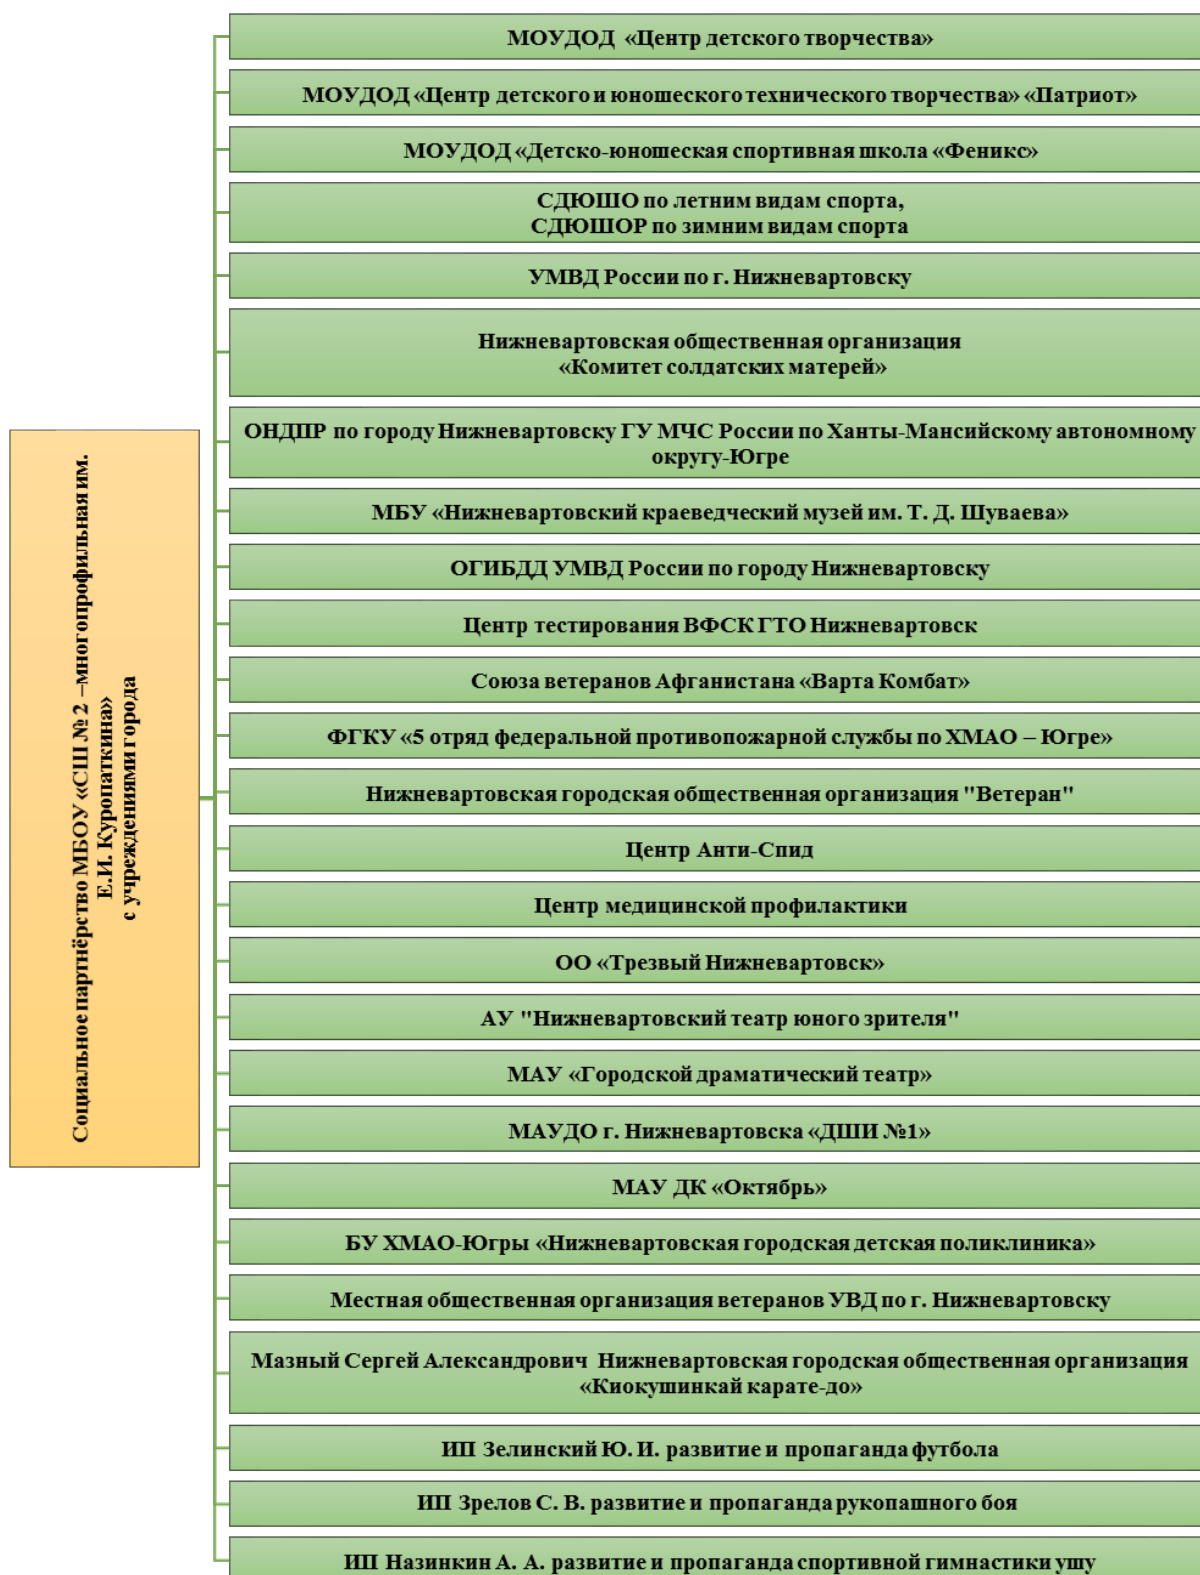 Социальное партнёрство МБОУ «СШ № 2 –многопрофильная им.
Е.И. Куропаткина»
с учреждениями города
МОУДОД «Центр детского творчества»
МОУДОД «Центр детского и юношеского технического творчества» «Патриот»
МОУДОД «Детско-юношеская спортивная школа «Феникс»
СДЮШО по летним видам спорта,
СДЮШОР по зимним видам спорта
УМВД России по г. Нижневартовску
Нижневартовская общественная организация
«Комитет солдатских матерей»
ОНДПР по городу Нижневартовску ГУ МЧС России по Ханты-Мансийскому автономному
округу-Югре
МБУ «Нижневартовский краеведческий музей им. Т. Д. Шуваева»
ОГИБДД УМВД России по городу Нижневартовску
Центр тестирования ВФСК ГТО Нижневартовск
Союза ветеранов Афганистана «Варта Комбат»
ФГКУ «5 отряд федеральной противопожарной службы по ХМАО – Югре»
Нижневартовская городская общественная организация "Ветеран"
Центр Анти-Спид
Центр медицинской профилактики
ОО «Трезвый Нижневартовск»
АУ "Нижневартовский театр юного зрителя"
МАУ «Городской драматический театр»
МАУДО г. Нижневартовска «ДШИ №1»
МАУ ДК «Октябрь»
БУ ХМАО-Югры «Нижневартовская городская детская поликлиника»
Местная общественная организация ветеранов УВД по г. Нижневартовску
Мазный Сергей Александрович Нижневартовская городская общественная организация
«Киокушинкай карате-до»
ИП Зелинский Ю. И. развитие и пропаганда футбола
ИП Зрелов С. В. развитие и пропаганда рукопашного боя
ИП Назинкин А. А. развитие и пропаганда спортивной гимнастики ушу